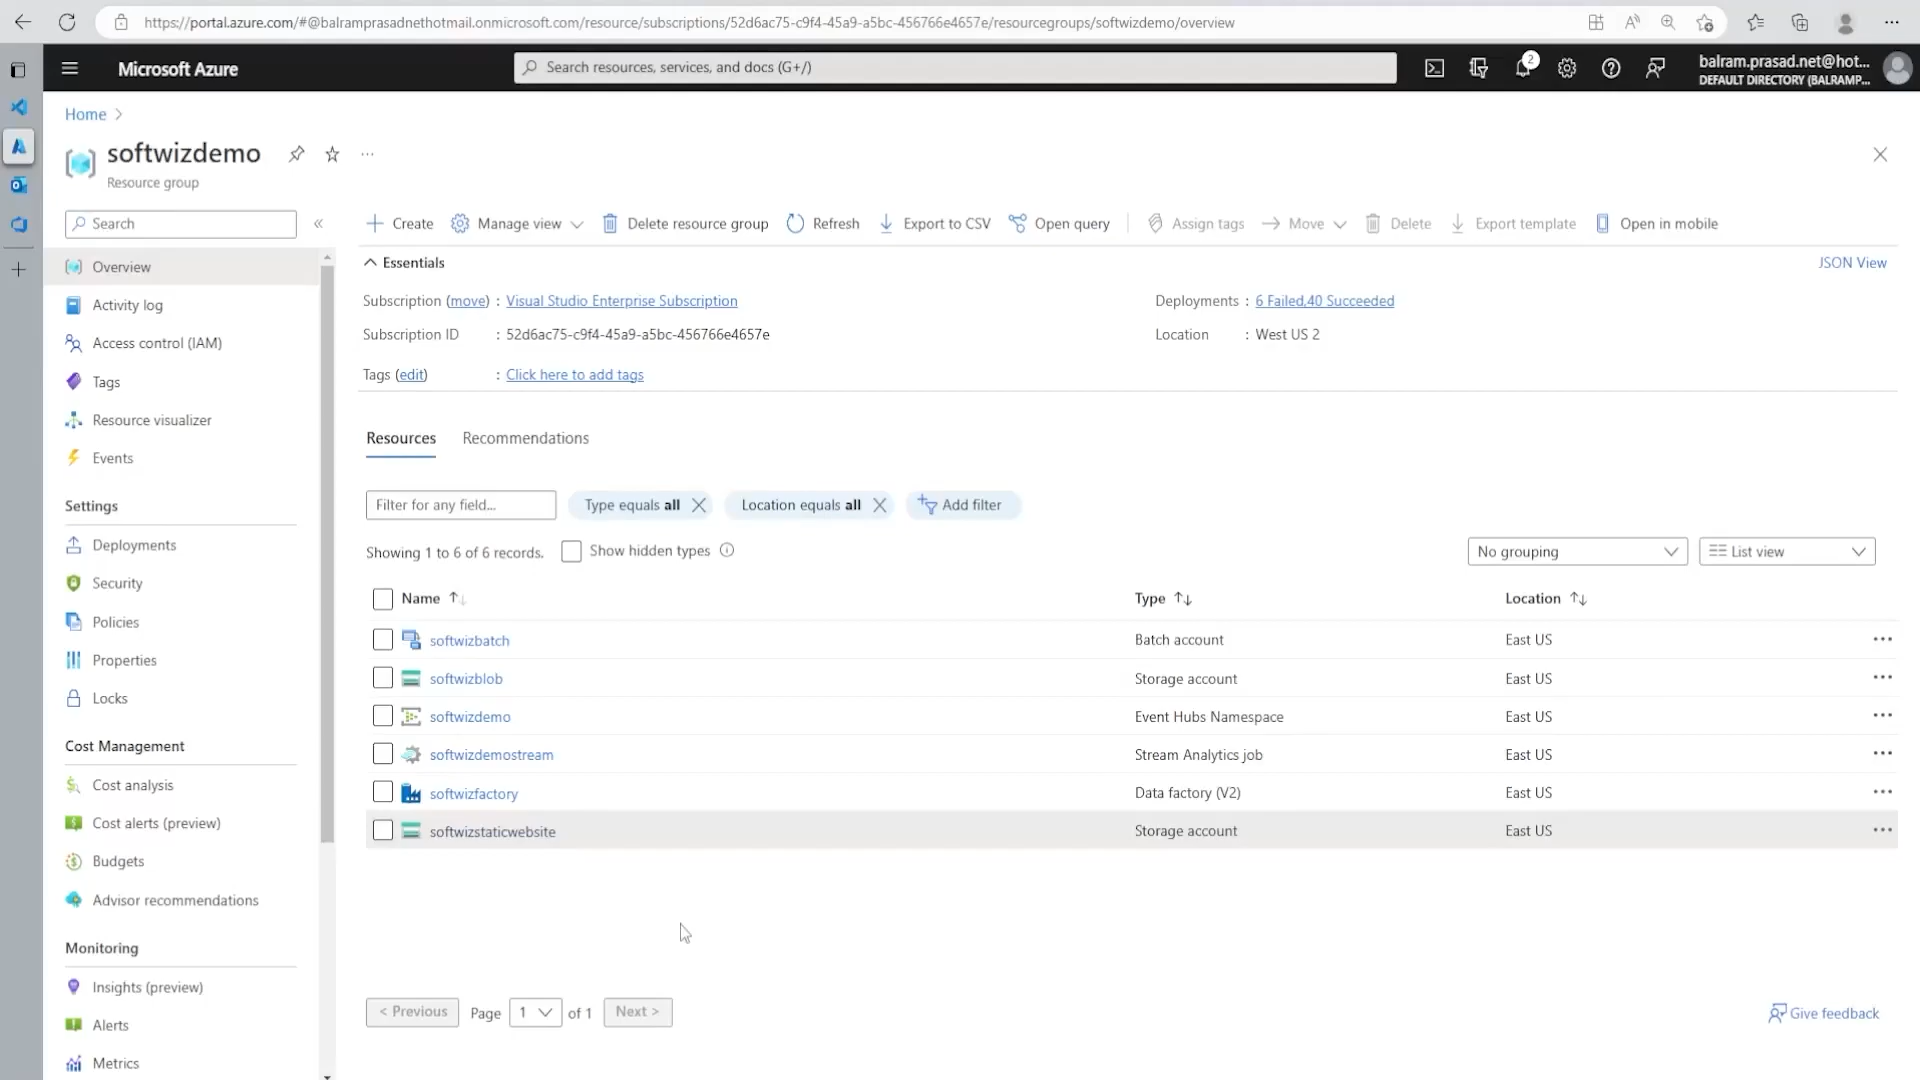 https://portal.azure.com/#@balramprasadnethotmail.onmicrosoft.com/resource/subscriptions/52d6ac75-c9f4-45a9-a5bc-456766e4657e/resourcegroups/softwizdemo/overview
Microsoft Azure
Search resources, services, and docs (G+/)
2
balram.prasad.net@hot...
DEFAULT DIRECTORY (BALRAMP...
Home >
softwizdemo
Resource group
Search
Create Manage view Delete resource group Refresh Export to CSV Open query Assign tags Move Delete Export template Open in mobile
Overview
Activity log
Access control (IAM)
Tags
Resource visualizer
Events
Settings
Deployments
Security
Policies
Properties
Locks
Cost Management
Cost analysis
Cost alerts (preview)
Budgets
Advisor recommendations
Monitoring
Insights (preview)
Alerts
Metrics
Essentials JSON View
Subscription (move) : Visual Studio Enterprise Subscription Deployments : 6 Failed,40 Succeeded
Subscription ID : 52d6ac75-c9f4-45a9-a5bc-456766e4657e Location : West US 2
Tags (edit) : Click here to add tags
Resources Recommendations
Filter for any field... Type equals all Location equals all Add filter
Showing 1 to 6 of 6 records. Show hidden types No grouping List view
Name Type Location
softwizbatch Batch account East US
softwizblob Storage account East US
softwizdemo Event Hubs Namespace East US
softwizdemostream Stream Analytics job East US
softwizfactory Data factory (V2) East US
softwizstaticwebsite Storage account East US
< Previous Page 1 of 1 Next > Give feedback